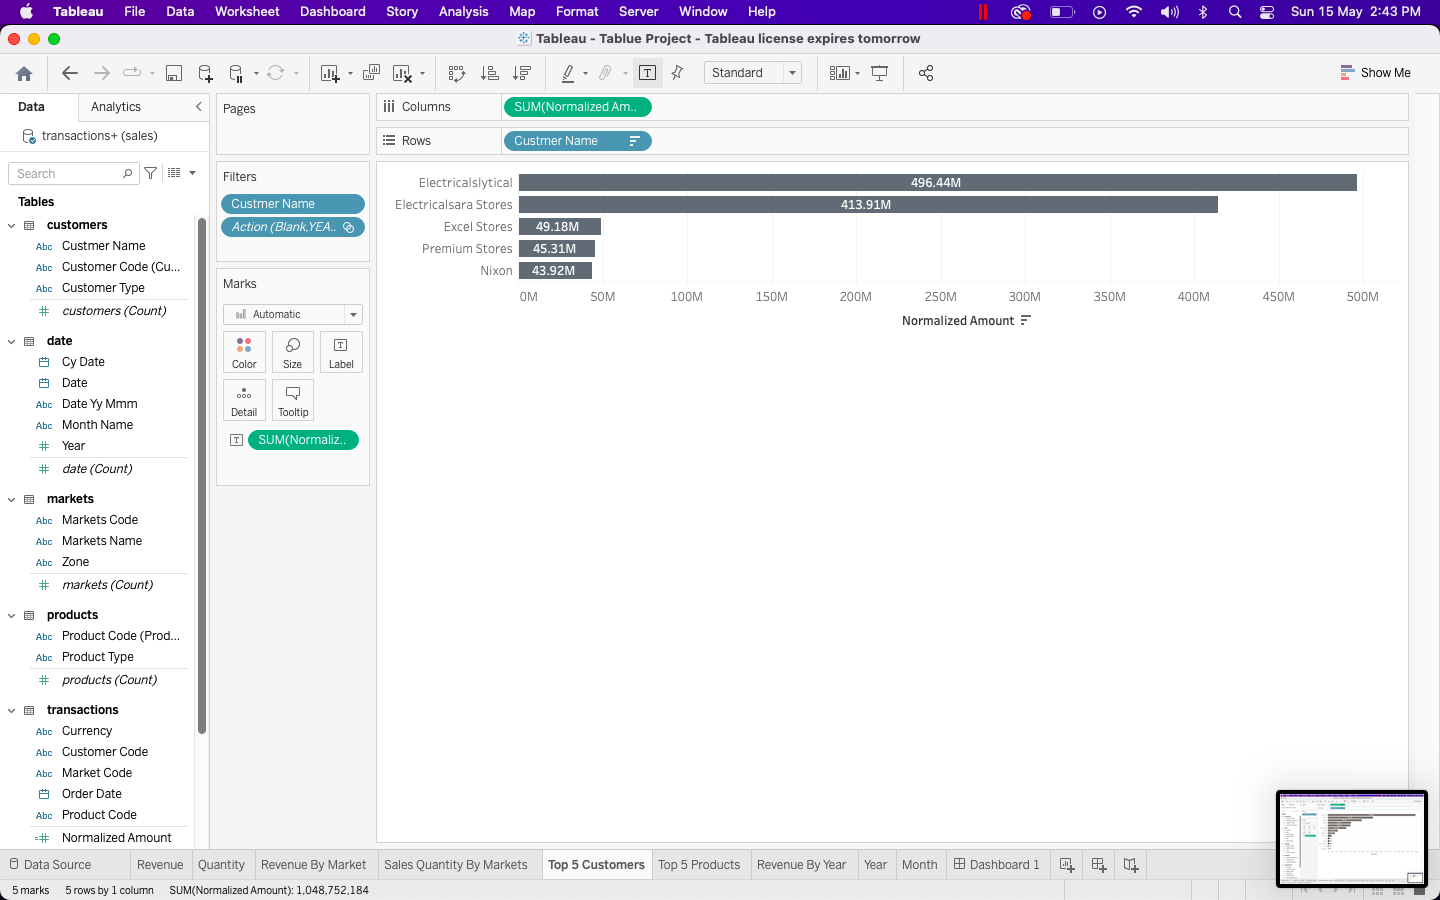 Tableau File Data Worksheet Dashboard Story Analysis Map Format Server Window Help Sun 15 May 2:43 PM
Tableau - Tablue Project - Tableau license expires tomorrow
Standard
Show Me
Data Analytics
transactions+ (sales)
Search
Tables
customers
Abc Custmer Name
Abc Customer Code (Cu...
Abc Customer Type
customers (Count)
date
Cy Date
Date
Abc Date Yy Mmm
Abc Month Name
Year
date (Count)
markets
Abc Markets Code
Abc Markets Name
Abc Zone
markets (Count)
products
Abc Product Code (Prod...
Abc Product Type
products (Count)
transactions
Abc Currency
Abc Customer Code
Abc Market Code
Order Date
Abc Product Code
Normalized Amount
Pages
Filters
Custmer Name
Action (Blank,YEA..
Marks
Automatic
Color Size Label
Detail Tooltip
SUM(Normaliz..
Columns SUM(Normalized Am..
Rows Custmer Name
Electricalslytical 496.44M
Electricalsara Stores 413.91M
Excel Stores 49.18M
Premium Stores 45.31M
Nixon 43.92M
0M 50M 100M 150M 200M 250M 300M 350M 400M 450M 500M
Normalized Amount
Data Source Revenue Quantity Revenue By Market Sales Quantity By Markets Top 5 Customers Top 5 Products Revenue By Year Year Month Dashboard 1
5 marks 5 rows by 1 column SUM(Normalized Amount): 1,048,752,184